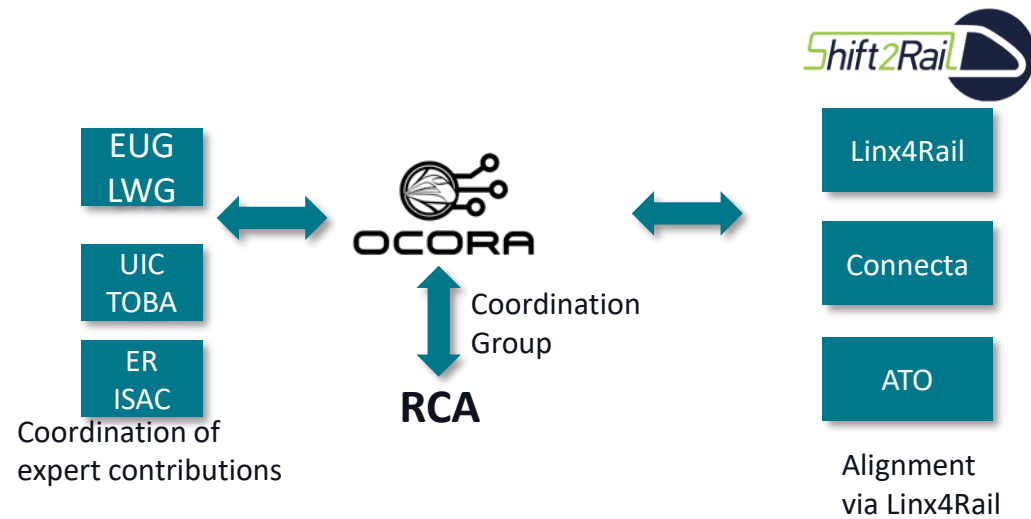 Shift2Rail
EUG
LWG
UIC
TOBA
ER
ISAC
Coordination of
expert contributions
OCORA
Coordination
Group
RCA
Linx4Rail
Connecta
ATO
Alignment
via Linx4Rail